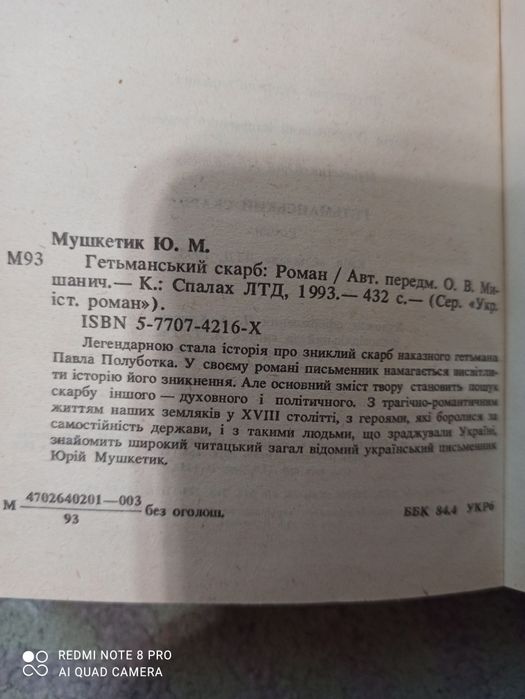 Мушкетик Ю. М.
М93
Гетьманський скарб: Роман / Авт. передм. О. В. Ми-
шанич.— К.: Спалах ЛТД, 1993.— 432 с.— (Сер. «Укр.
іст. роман»).
ISBN 5-7707-4216-X
Легендарною стала історія про зниклий скарб наказного гетьмана
Павла Полуботка. У своєму романі письменник намагається висвітли-
ти історію його зникнення. Але основний зміст твору становить пошук
скарбу іншого — духовного і політичного. З трагічно-романтичним
життям наших земляків у XVIII столітті, з героями, які боролися за
самостійність держави, і з такими людьми, що зраджували Україні,
знайомить широкий читацький загал відомий український письменник
Юрій Мушкетик.
М 4702640201—003 без оголош.
93
ББК 84.4 УКР6
REDMI NOTE 8 PRO
AI QUAD CAMERA